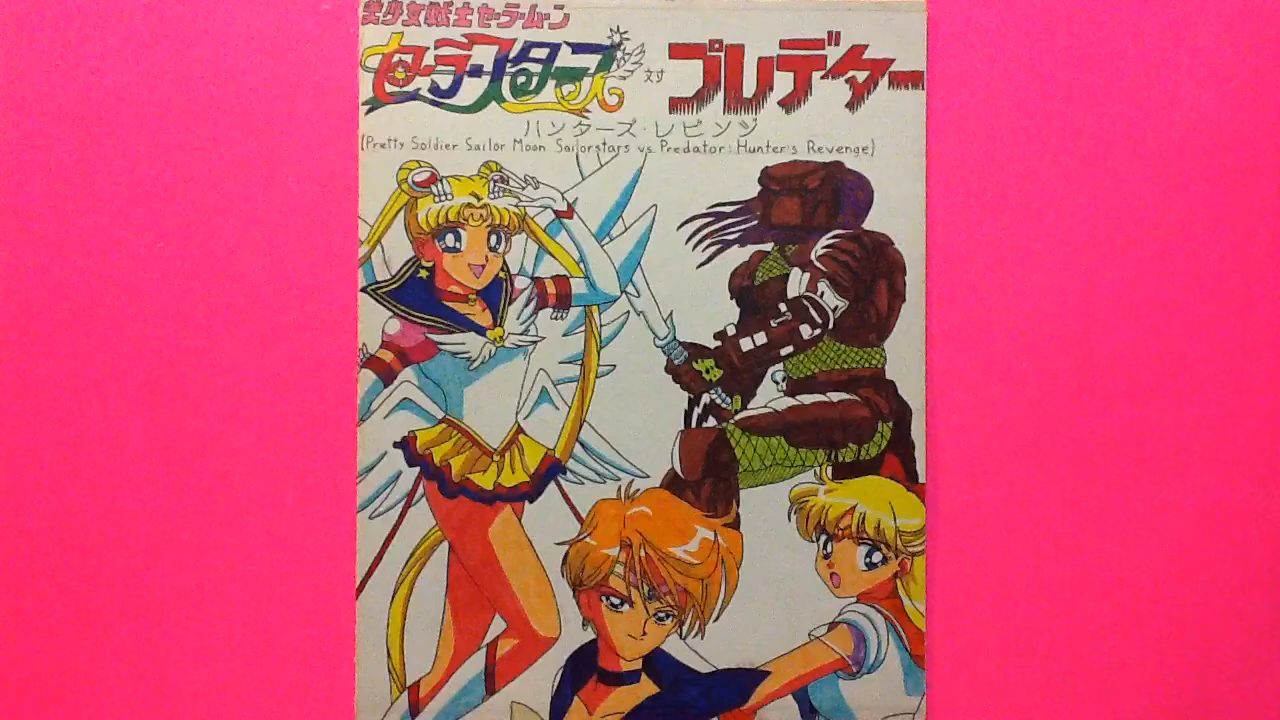 美少女戦士セーラームーン
セーラースターズ 対 プレデター
ハンターズ・レビンジ
(Pretty Soldier Sailor Moon Sailorstars vs. Predator: Hunter's Revenge)